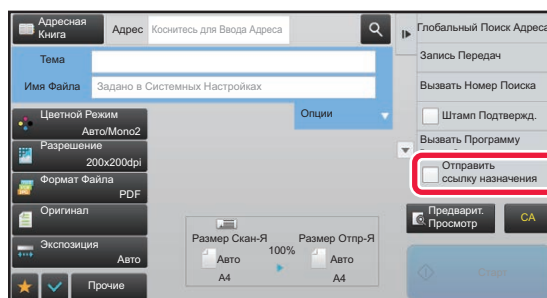 Адресная
Книга
Адрес
Коснитесь для Ввода Адреса
Тема
Имя Файла
Задано в Системных Настройках
Опции
Цветной Режим
Авто/Mono2
Разрешение
200x200dpi
Формат Файла
PDF
Оригинал
Экспозиция
Авто
Прочие
Размер Скан-Я
Авто
A4
100%
Размер Отпр-Я
Авто
A4
Глобальный Поиск Адреса
Запись Передач
Вызвать Номер Поиска
Штамп Подтвержд.
Вызвать Программу
Отправить
ссылку назначения
Предварит.
Просмотр
CA
Старт